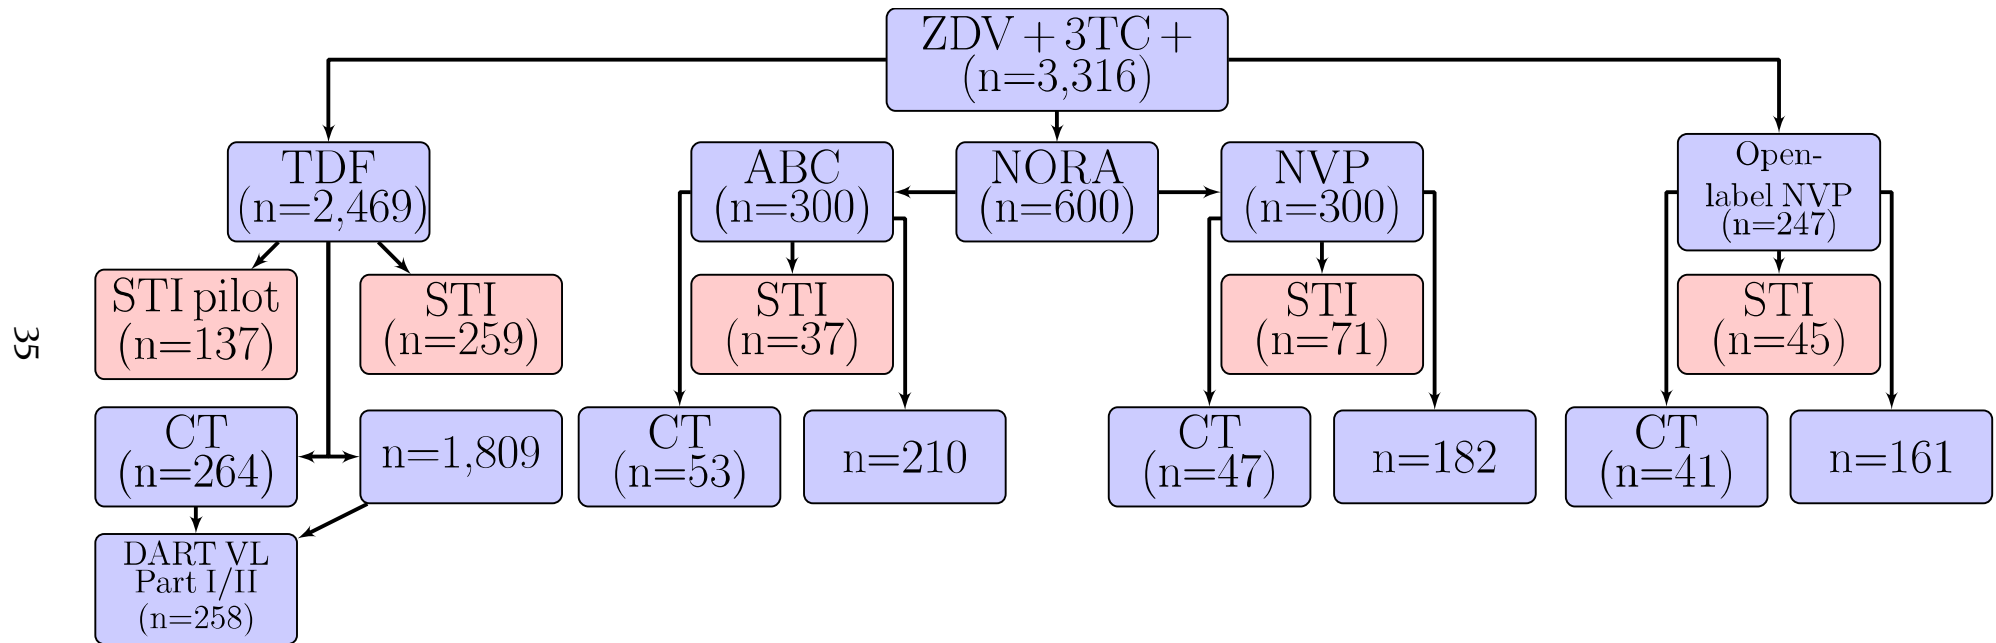 ZDV + 3TC +
(n=3,316)
TDF
(n=2,469)
ABC
(n=300)
NORA
(n=600)
NVP
(n=300)
Open-
label NVP
(n=247)
STI pilot
(n=137)
STI
(n=259)
STI
(n=37)
STI
(n=71)
STI
(n=45)
CT
(n=264)
n=1,809
CT
(n=53)
n=210
CT
(n=47)
n=182
CT
(n=41)
n=161
DART VL
Part I/II
(n=258)
35